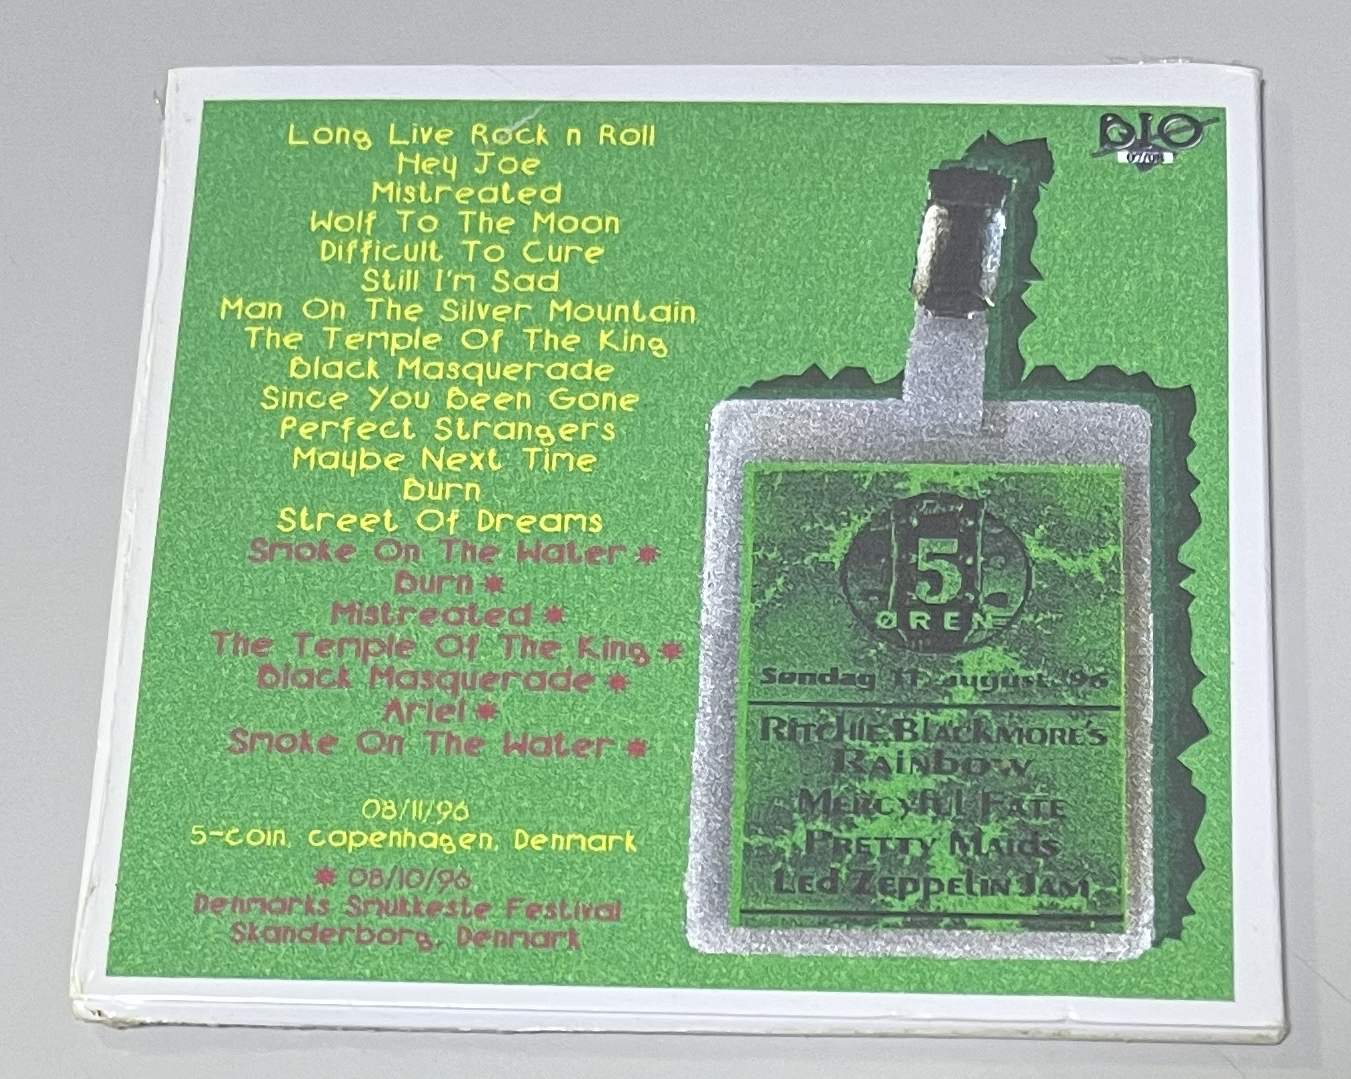 Long Live Rock n Roll
Hey Joe
Mistreated
Wolf To The Moon
Difficult To Cure
Still I'm Sad
Man On The Silver Mountain
The Temple Of The King
Black Masquerade
Since You Been Gone
Perfect Strangers
Maybe Next Time
Burn
Street Of Dreams
Smoke On The Water *
Burn *
Mistreated *
The Temple Of The King *
Black Masquerade *
Ariel *
Smoke On The Water *
08/11/96
5-coin, copenhagen, Denmark
* 08/10/96
Denmarks Smukkeste Festival
Skanderborg, Denmark
DIO
5
ØREN
Søndag 11. august. 96
Ritchie Blackmore's
Rainbow
Mercyful Fate
Pretty Maids
Led Zeppelin Jam